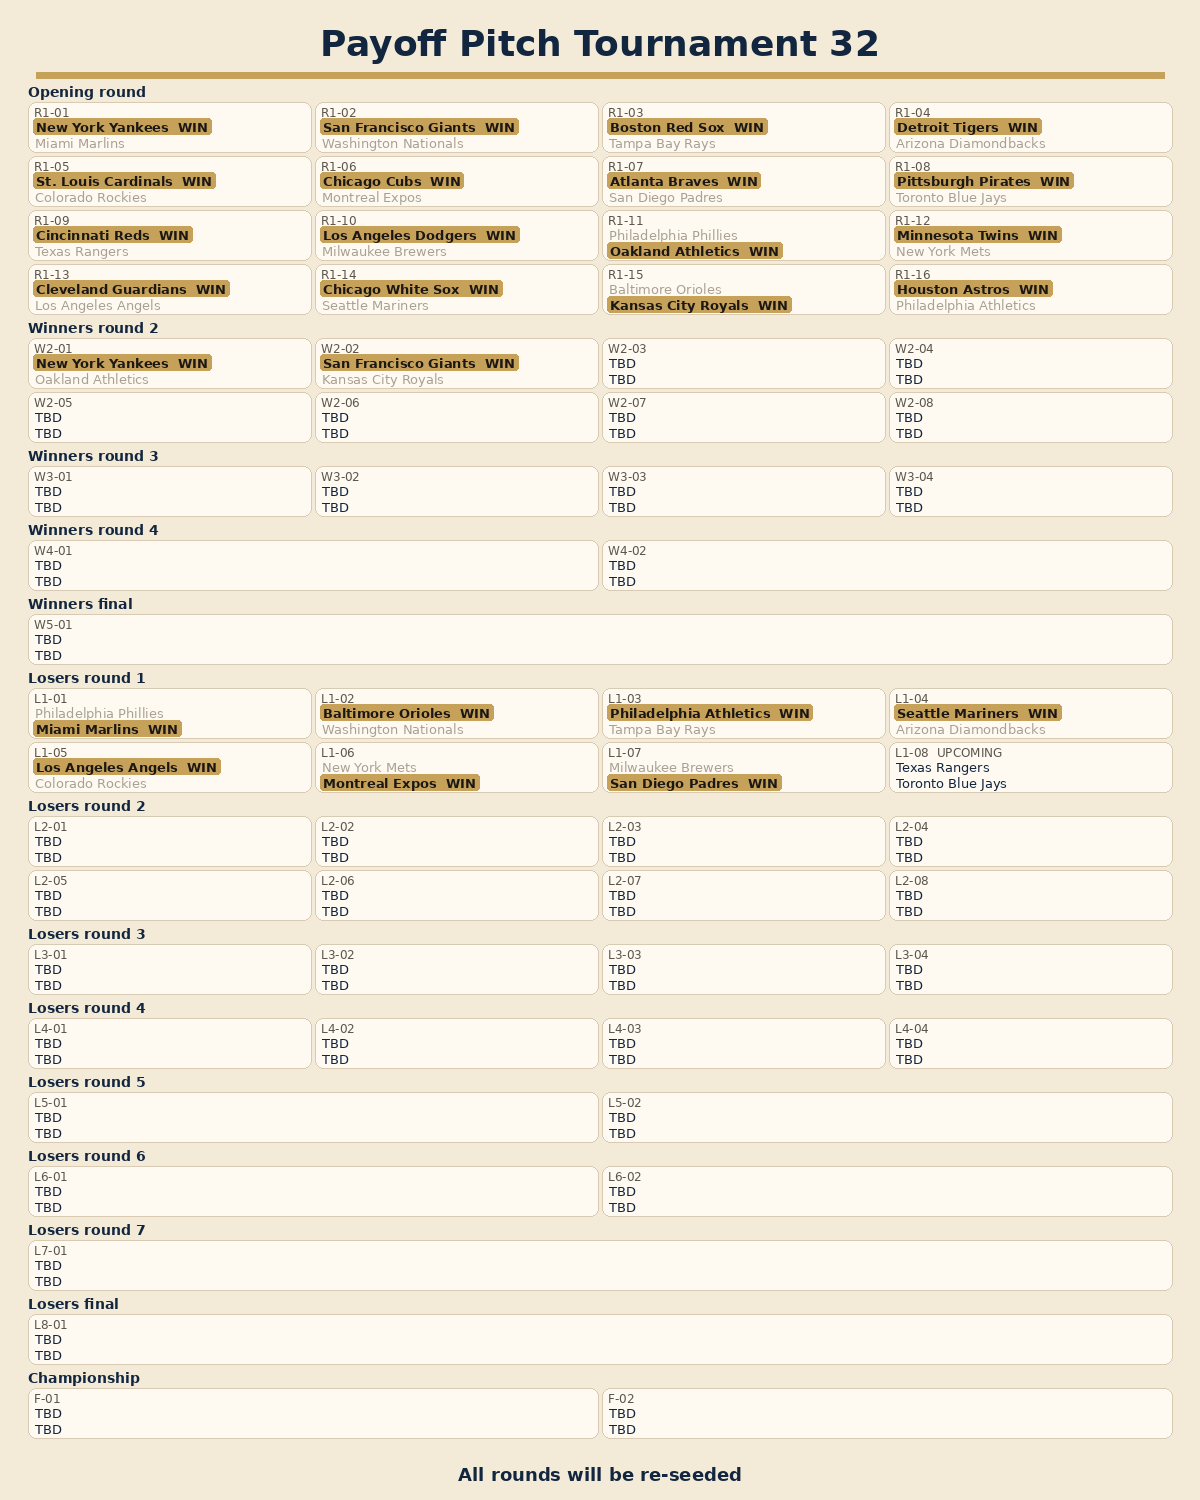 Payoff Pitch Tournament 32
Opening round
R1-01
New York Yankees WIN
Miami Marlins
R1-02
San Francisco Giants WIN
Washington Nationals
R1-03
Boston Red Sox WIN
Tampa Bay Rays
R1-04
Detroit Tigers WIN
Arizona Diamondbacks
R1-05
St. Louis Cardinals WIN
Colorado Rockies
R1-06
Chicago Cubs WIN
Montreal Expos
R1-07
Atlanta Braves WIN
San Diego Padres
R1-08
Pittsburgh Pirates WIN
Toronto Blue Jays
R1-09
Cincinnati Reds WIN
Texas Rangers
R1-10
Los Angeles Dodgers WIN
Milwaukee Brewers
R1-11
Philadelphia Phillies
Oakland Athletics WIN
R1-12
Minnesota Twins WIN
New York Mets
R1-13
Cleveland Guardians WIN
Los Angeles Angels
R1-14
Chicago White Sox WIN
Seattle Mariners
R1-15
Baltimore Orioles
Kansas City Royals WIN
R1-16
Houston Astros WIN
Philadelphia Athletics
Winners round 2
W2-01
New York Yankees WIN
Oakland Athletics
W2-02
San Francisco Giants WIN
Kansas City Royals
W2-03
TBD
TBD
W2-04
TBD
TBD
W2-05
TBD
TBD
W2-06
TBD
TBD
W2-07
TBD
TBD
W2-08
TBD
TBD
Winners round 3
W3-01
TBD
TBD
W3-02
TBD
TBD
W3-03
TBD
TBD
W3-04
TBD
TBD
Winners round 4
W4-01
TBD
TBD
W4-02
TBD
TBD
Winners final
W5-01
TBD
TBD
Losers round 1
L1-01
Philadelphia Phillies
Miami Marlins WIN
L1-02
Baltimore Orioles WIN
Washington Nationals
L1-03
Philadelphia Athletics WIN
Tampa Bay Rays
L1-04
Seattle Mariners WIN
Arizona Diamondbacks
L1-05
Los Angeles Angels WIN
Colorado Rockies
L1-06
New York Mets
Montreal Expos WIN
L1-07
Milwaukee Brewers
San Diego Padres WIN
L1-08 UPCOMING
Texas Rangers
Toronto Blue Jays
Losers round 2
L2-01
TBD
TBD
L2-02
TBD
TBD
L2-03
TBD
TBD
L2-04
TBD
TBD
L2-05
TBD
TBD
L2-06
TBD
TBD
L2-07
TBD
TBD
L2-08
TBD
TBD
Losers round 3
L3-01
TBD
TBD
L3-02
TBD
TBD
L3-03
TBD
TBD
L3-04
TBD
TBD
Losers round 4
L4-01
TBD
TBD
L4-02
TBD
TBD
L4-03
TBD
TBD
L4-04
TBD
TBD
Losers round 5
L5-01
TBD
TBD
L5-02
TBD
TBD
Losers round 6
L6-01
TBD
TBD
L6-02
TBD
TBD
Losers round 7
L7-01
TBD
TBD
Losers final
L8-01
TBD
TBD
Championship
F-01
TBD
TBD
F-02
TBD
TBD
All rounds will be re-seeded